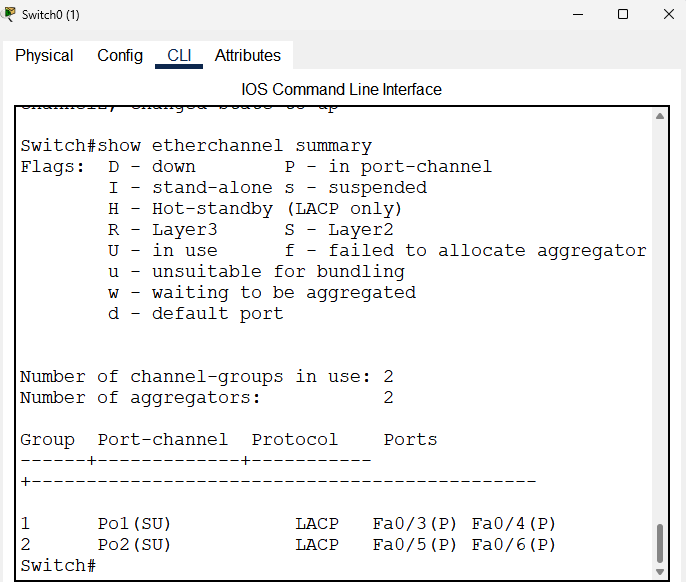 Switch0 (1)
Physical Config CLI Attributes
IOS Command Line Interface
Switch#show etherchannel summary
Flags:  D - down        P - in port-channel
        I - stand-alone s - suspended
        H - Hot-standby (LACP only)
        R - Layer3      S - Layer2
        U - in use      f - failed to allocate aggregator
        u - unsuitable for bundling
        w - waiting to be aggregated
        d - default port
Number of channel-groups in use: 2
Number of aggregators:           2
Group  Port-channel  Protocol    Ports
------+-------------+-----------
+----------------------------------------------
1      Po1(SU)           LACP   Fa0/3(P) Fa0/4(P)
2      Po2(SU)           LACP   Fa0/5(P) Fa0/6(P)
Switch#